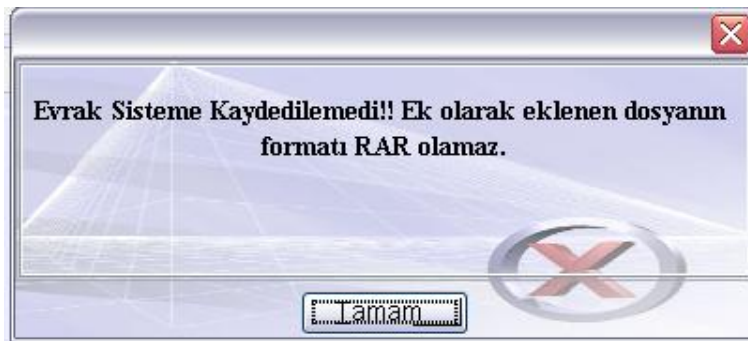 Evrak Sisteme Kaydedilemedi!! Ek olarak eklenen dosyanın
formatı RAR olamaz.
Tamam